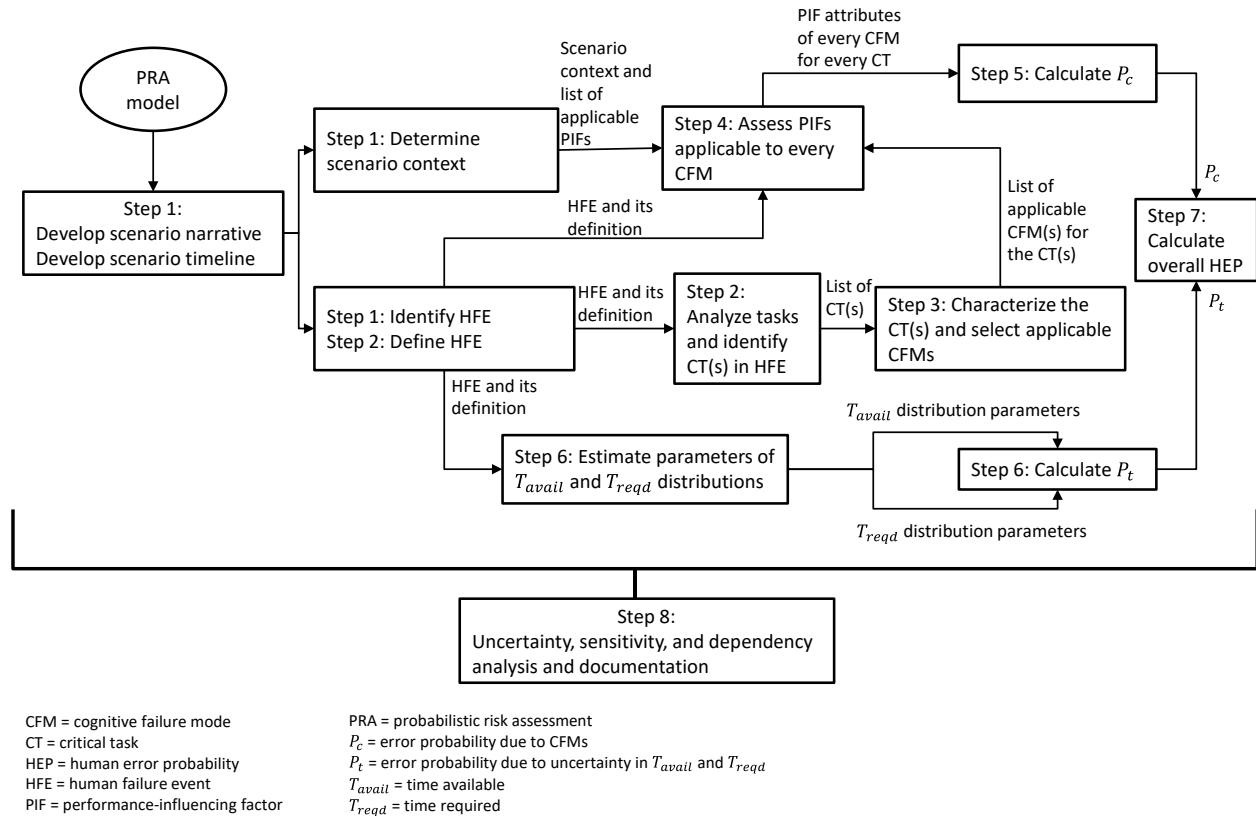 PRA
model
Step 1:
Develop scenario narrative
Develop scenario timeline
Step 1: Determine
scenario context
Scenario
context and
list of
applicable
PIFs
Step 4: Assess PIFs
applicable to every
CFM
PIF attributes
of every CFM
for every CT
Step 5: Calculate P_c
P_c
HFE and its
definition
List of
applicable
CFM(s) for
the CT(s)
Step 7:
Calculate
overall HEP
P_t
Step 1: Identify HFE
Step 2: Define HFE
HFE and its
definition
Step 2:
Analyze tasks
and identify
CT(s) in HFE
List of
CT(s)
Step 3: Characterize the
CT(s) and select applicable
CFMs
HFE and its
definition
Step 6: Estimate parameters of
T_avail and T_reqd distributions
T_avail distribution parameters
Step 6: Calculate P_t
T_reqd distribution parameters
Step 8:
Uncertainty, sensitivity, and dependency
analysis and documentation
CFM = cognitive failure mode
CT = critical task
HEP = human error probability
HFE = human failure event
PIF = performance-influencing factor
PRA = probabilistic risk assessment
P_c = error probability due to CFMs
P_t = error probability due to uncertainty in T_avail and T_reqd
T_avail = time available
T_reqd = time required